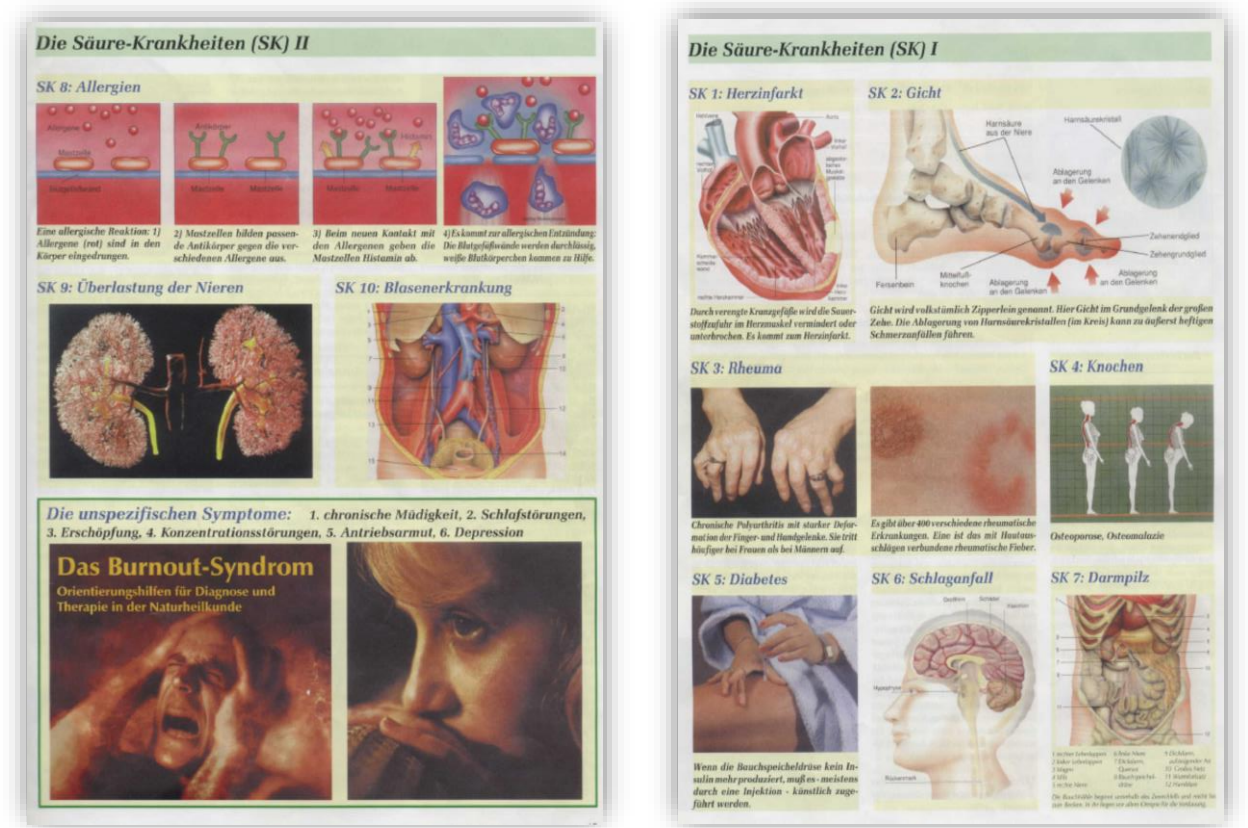 Die Säure-Krankheiten (SK) II
SK 8: Allergien
Allergene
Mastzelle
Antikörper
Mastzelle
Mastzelle
Histamin
Mastzelle
Mastzelle
Eine allergische Reaktion: 1)
Allergene (rot) sind in den
Körper eingedrungen.
2) Mastzellen bilden passen-
de Antikörper gegen die ver-
schiedenen Allergene aus.
3) Beim neuen Kontakt mit
den Allergenen geben die
Mastzellen Histamin ab.
4) Es kommt zur allergischen Entzündung:
Die Blutgefäßwände werden durchlässig,
weiße Blutkörperchen kommen zu Hilfe.
SK 9: Überlastung der Nieren
SK 10: Blasenerkrankung
Die unspezifischen Symptome: 1. chronische Müdigkeit, 2. Schlafstörungen,
3. Erschöpfung, 4. Konzentrationsstörungen, 5. Antriebsarmut, 6. Depression
Das Burnout-Syndrom
Orientierungshilfen für Diagnose und
Therapie in der Naturheilkunde
Die Säure-Krankheiten (SK) I
SK 1: Herzinfarkt
Aorta
Durch verengte Kranzgefäße wird die Sauer-
stoffzufuhr im Herzmuskel vermindert oder
unterbrochen. Es kommt zum Herzinfarkt.
SK 2: Gicht
Harnsäure
aus der Niere
Harnsäurekristall
Ablagerung
an den Gelenken
Zehenendglied
Zehengrundglied
Fersenbein
Mittelfuß-
knochen
Ablagerung
an den Gelenken
Ablagerung
an den Gelenken
Gicht wird volkstümlich Zipperlein genannt. Hier Gicht im Grundgelenk der großen
Zehe. Die Ablagerung von Harnsäurekristallen (im Kreis) kann zu äußerst heftigen
Schmerzanfällen führen.
SK 3: Rheuma
Chronische Polyarthritis mit starker Defor-
mation der Finger- und Handgelenke. Sie tritt
häufiger bei Frauen als bei Männern auf.
Es gibt über 400 verschiedene rheumatische
Erkrankungen. Eine ist das mit Hautaus-
schlägen verbundene rheumatische Fieber.
SK 4: Knochen
Osteoporose, Osteomalazie
SK 5: Diabetes
Wenn die Bauchspeicheldrüse kein In-
sulin mehr produziert, muß es - meistens
durch eine Injektion - künstlich zuge-
führt werden.
SK 6: Schlaganfall
Hypophyse
Rückenmark
SK 7: Darmpilz